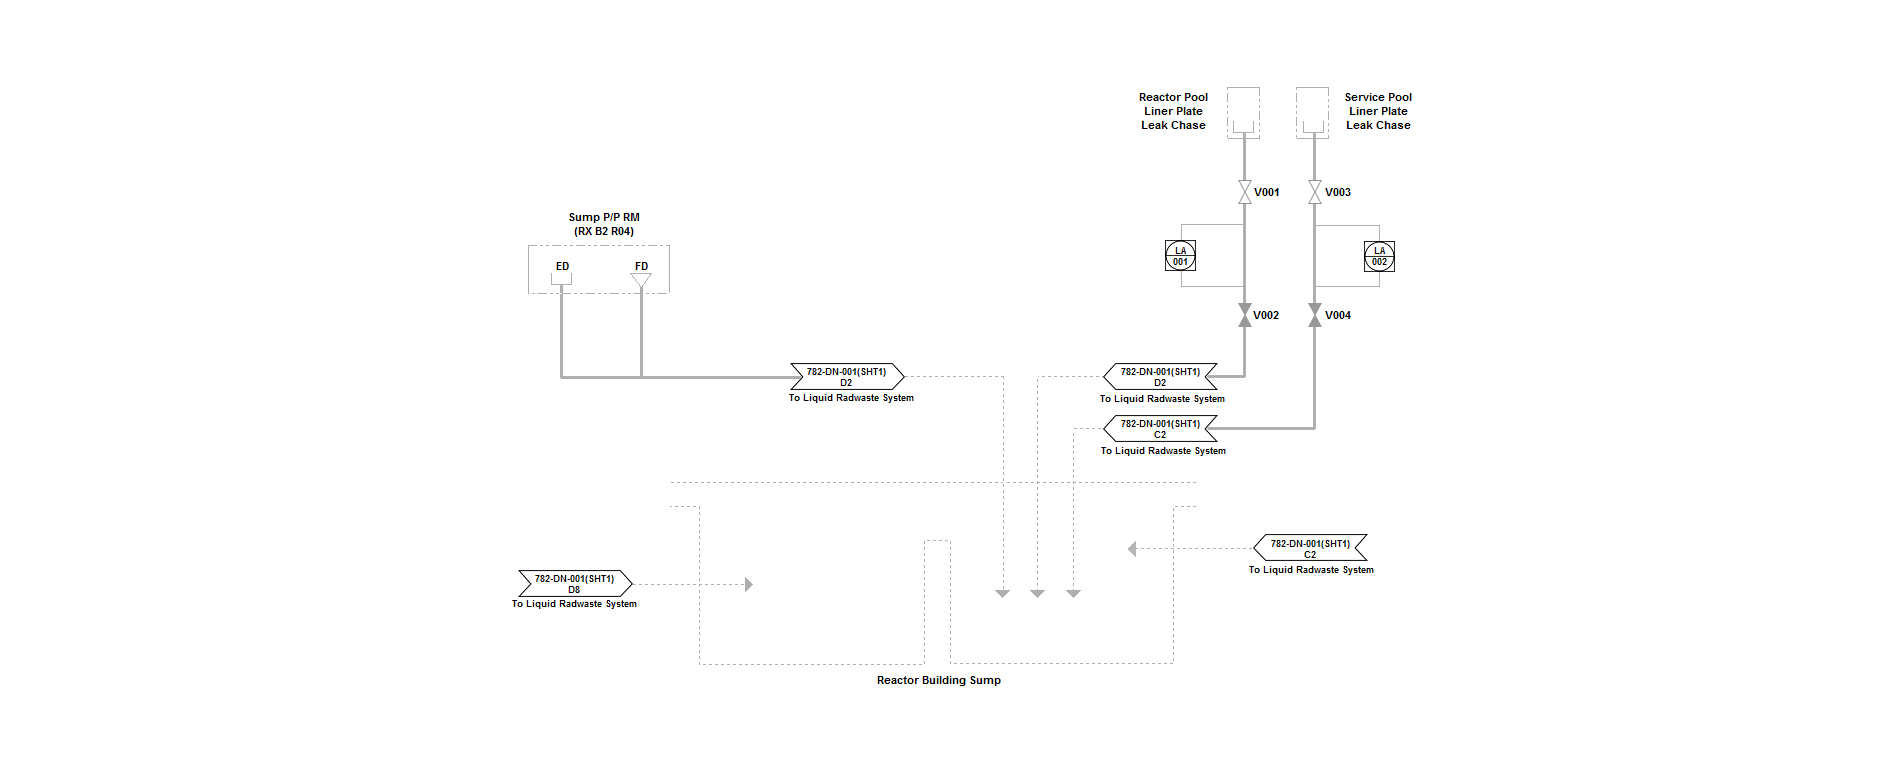 Reactor Pool
Liner Plate
Leak Chase
Service Pool
Liner Plate
Leak Chase
V001
V003
Sump P/P RM
(RX B2 R04)
ED
FD
LA
001
LA
002
V002
V004
782-DN-001(SHT1)
D2
To Liquid Radwaste System
782-DN-001(SHT1)
D2
To Liquid Radwaste System
782-DN-001(SHT1)
C2
To Liquid Radwaste System
782-DN-001(SHT1)
C2
To Liquid Radwaste System
782-DN-001(SHT1)
D8
To Liquid Radwaste System
Reactor Building Sump